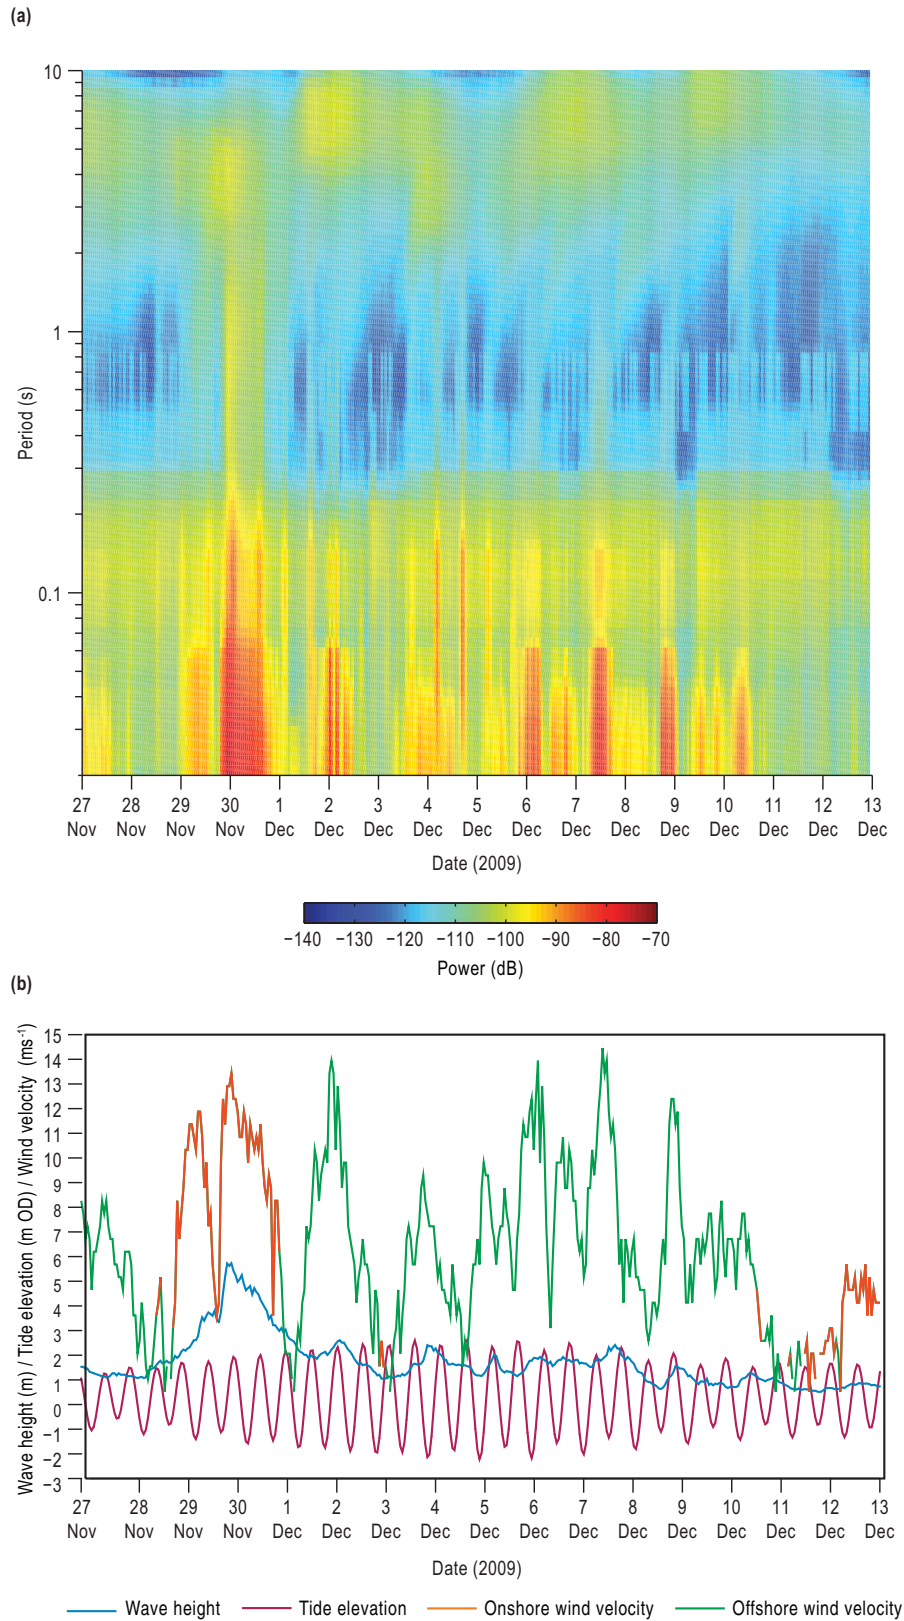 (a)
10
1
0.1
Period (s)
27 28 29 30 1 2 3 4 5 6 7 8 9 10 11 12 13
Nov Nov Nov Nov Dec Dec Dec Dec Dec Dec Dec Dec Dec Dec Dec Dec Dec
Date (2009)
−140 −130 −120 −110 −100 −90 −80 −70
Power (dB)
(b)
Wave height (m) / Tide elevation (m OD) / Wind velocity (ms⁻¹)
15
14
13
12
11
10
9
8
7
6
5
4
3
2
1
0
−1
−2
−3
27 28 29 30 1 2 3 4 5 6 7 8 9 10 11 12 13
Nov Nov Nov Nov Dec Dec Dec Dec Dec Dec Dec Dec Dec Dec Dec Dec Dec
Date (2009)
Wave height Tide elevation Onshore wind velocity Offshore wind velocity